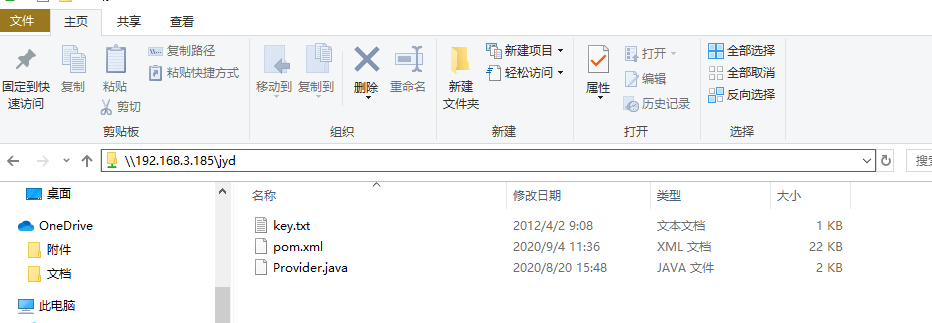 文件 主页 共享 查看
固定到快速访问 复制 粘贴 复制路径 粘贴快捷方式 剪切 移动到 复制到 删除 重命名 新建文件夹 新建项目 轻松访问 属性 打开 编辑 历史记录 全部选择 全部取消 反向选择
剪贴板 组织 新建 打开 选择
\\192.168.3.185\jyd
名称 修改日期 类型 大小
桌面
OneDrive
附件
文档
此电脑
key.txt 2012/4/2 9:08 文本文档 1 KB
pom.xml 2020/9/4 11:36 XML 文档 22 KB
Provider.java 2020/8/20 15:48 JAVA 文件 2 KB